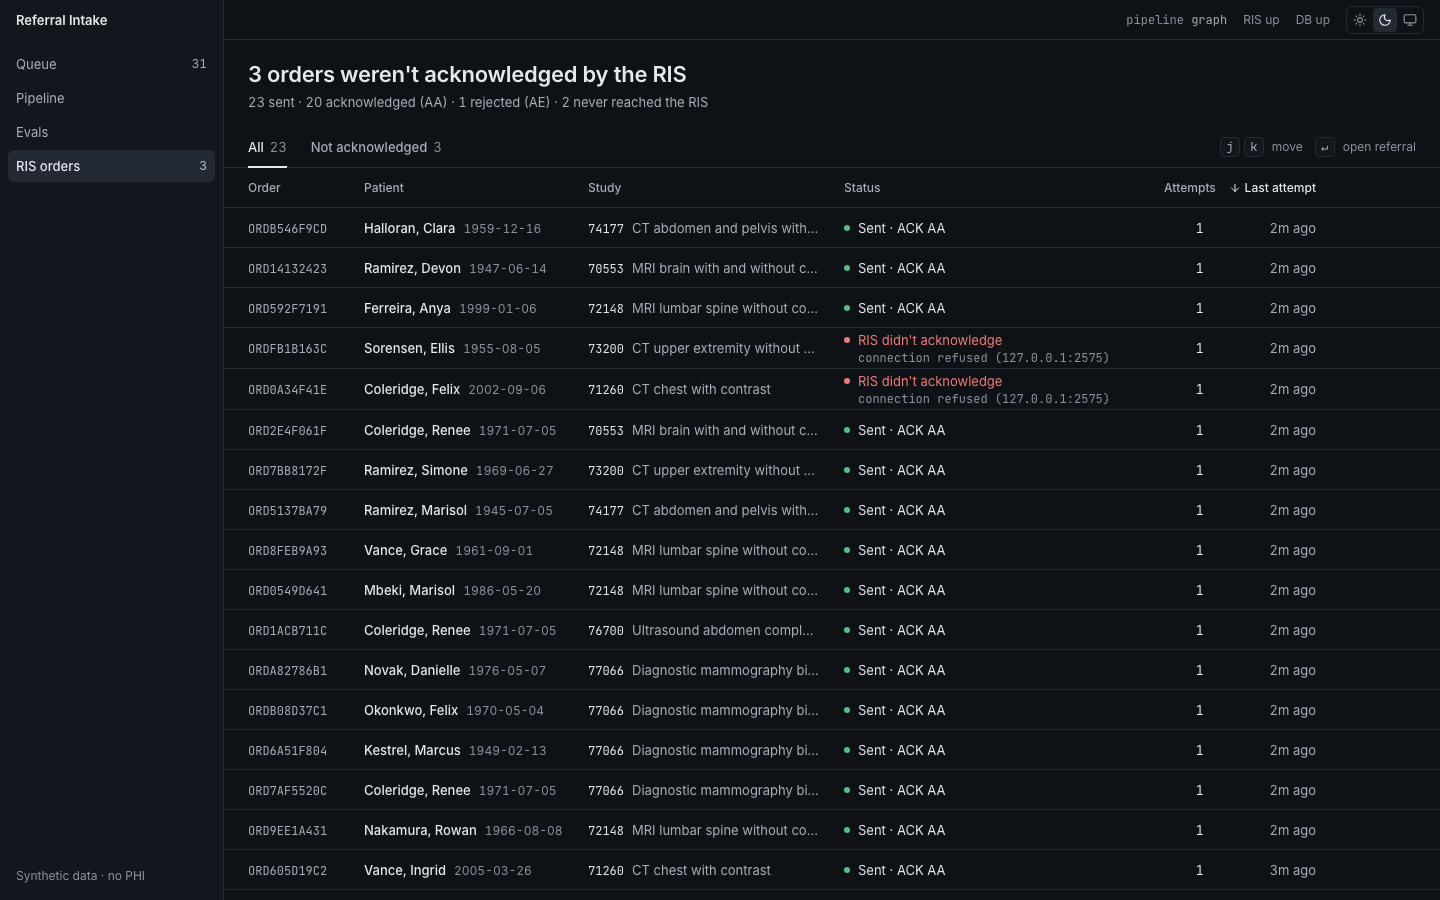 Referral Intake
pipeline graph RIS up DB up
Queue 31
Pipeline
Evals
RIS orders 3
3 orders weren't acknowledged by the RIS
23 sent · 20 acknowledged (AA) · 1 rejected (AE) · 2 never reached the RIS
All 23 Not acknowledged 3 j k move ↵ open referral
Order Patient Study Status Attempts ↓ Last attempt
ORDB546F9CD Halloran, Clara 1959-12-16 74177 CT abdomen and pelvis with... Sent · ACK AA 1 2m ago
ORD14132423 Ramirez, Devon 1947-06-14 70553 MRI brain with and without c... Sent · ACK AA 1 2m ago
ORD592F7191 Ferreira, Anya 1999-01-06 72148 MRI lumbar spine without co... Sent · ACK AA 1 2m ago
ORDFB1B163C Sorensen, Ellis 1955-08-05 73200 CT upper extremity without ... RIS didn't acknowledge 1 2m ago
connection refused (127.0.0.1:2575)
ORD0A34F41E Coleridge, Felix 2002-09-06 71260 CT chest with contrast RIS didn't acknowledge 1 2m ago
connection refused (127.0.0.1:2575)
ORD2E4F061F Coleridge, Renee 1971-07-05 70553 MRI brain with and without c... Sent · ACK AA 1 2m ago
ORD7BB8172F Ramirez, Simone 1969-06-27 73200 CT upper extremity without ... Sent · ACK AA 1 2m ago
ORD5137BA79 Ramirez, Marisol 1945-07-05 74177 CT abdomen and pelvis with... Sent · ACK AA 1 2m ago
ORD8FEB9A93 Vance, Grace 1961-09-01 72148 MRI lumbar spine without co... Sent · ACK AA 1 2m ago
ORD0549D641 Mbeki, Marisol 1986-05-20 72148 MRI lumbar spine without co... Sent · ACK AA 1 2m ago
ORD1ACB711C Coleridge, Renee 1971-07-05 76700 Ultrasound abdomen compl... Sent · ACK AA 1 2m ago
ORDA82786B1 Novak, Danielle 1976-05-07 77066 Diagnostic mammography bi... Sent · ACK AA 1 2m ago
ORDB08D37C1 Okonkwo, Felix 1970-05-04 77066 Diagnostic mammography bi... Sent · ACK AA 1 2m ago
ORD6A51F804 Kestrel, Marcus 1949-02-13 77066 Diagnostic mammography bi... Sent · ACK AA 1 2m ago
ORD7AF5520C Coleridge, Renee 1971-07-05 77066 Diagnostic mammography bi... Sent · ACK AA 1 2m ago
ORD9EE1A431 Nakamura, Rowan 1966-08-08 72148 MRI lumbar spine without co... Sent · ACK AA 1 2m ago
ORD605D19C2 Vance, Ingrid 2005-03-26 71260 CT chest with contrast Sent · ACK AA 1 3m ago
Synthetic data · no PHI